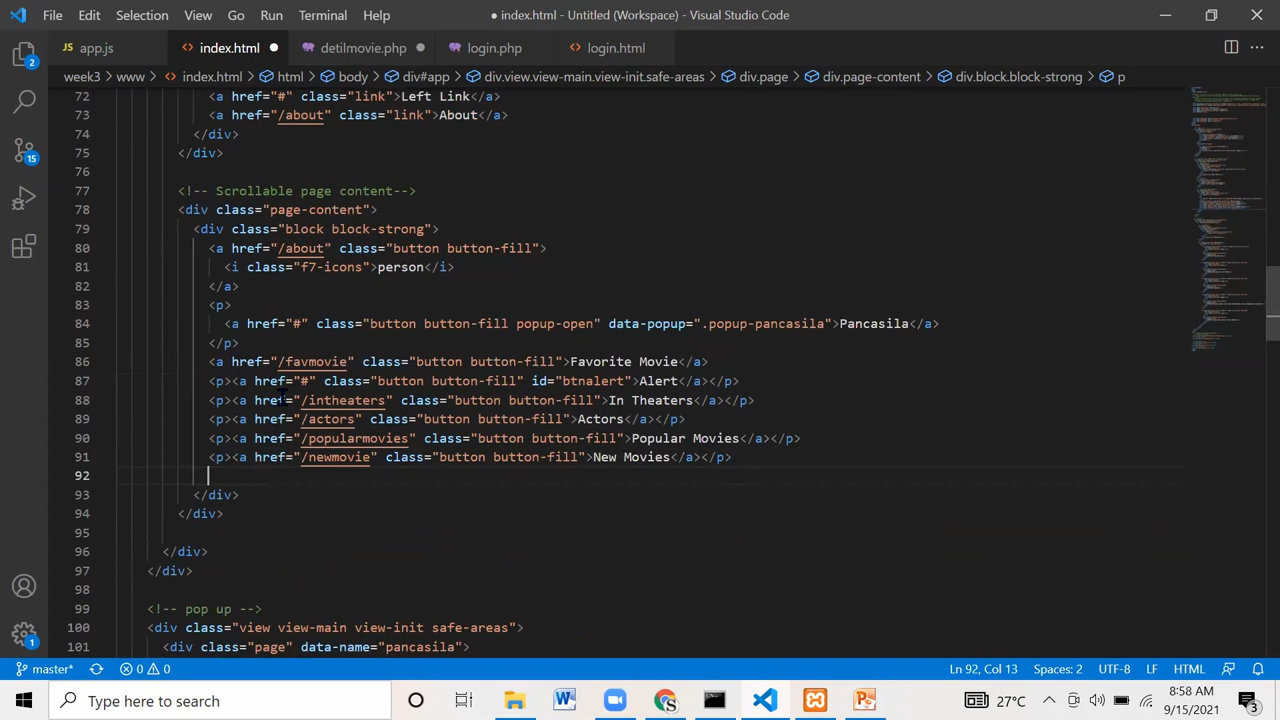 File Edit Selection View Go Run Terminal Help ● index.html - Untitled (Workspace) - Visual Studio Code
app.js index.html detilmovie.php login.php login.html
week3 > www > index.html > html > body > div#app > div.view.view-main.view-init.safe-areas > div.page > div.page-content > div.block.block-strong > p
72 <a href="#" class="link">Left Link</a>
73 <a href="/about" class="link">About</a>
74 </div>
75 </div>
76
77 <!-- Scrollable page content-->
78 <div class="page-content">
79 <div class="block block-strong">
80 <a href="/about" class="button button-fill">
81 <i class="f7-icons">person</i>
82 </a>
83 <p>
84 <a href="#" class="button button-fill popup-open" data-popup=".popup-pancasila">Pancasila</a>
85 </p>
86 <a href="/favmovie" class="button button-fill">Favorite Movie</a>
87 <p><a href="#" class="button button-fill" id="btnalert">Alert</a></p>
88 <p><a href="/intheaters" class="button button-fill">In Theaters</a></p>
89 <p><a href="/actors" class="button button-fill">Actors</a></p>
90 <p><a href="/popularmovies" class="button button-fill">Popular Movies</a></p>
91 <p><a href="/newmovie" class="button button-fill">New Movies</a></p>
92
93 </div>
94 </div>
95
96 </div>
97 </div>
98
99 <!-- pop up -->
100 <div class="view view-main view-init safe-areas">
101 <div class="page" data-name="pancasila">
2
15
1
master* 0 0 Ln 92, Col 13 Spaces: 2 UTF-8 LF HTML
Type here to search 27°C 8:58 AM
9/15/2021 3